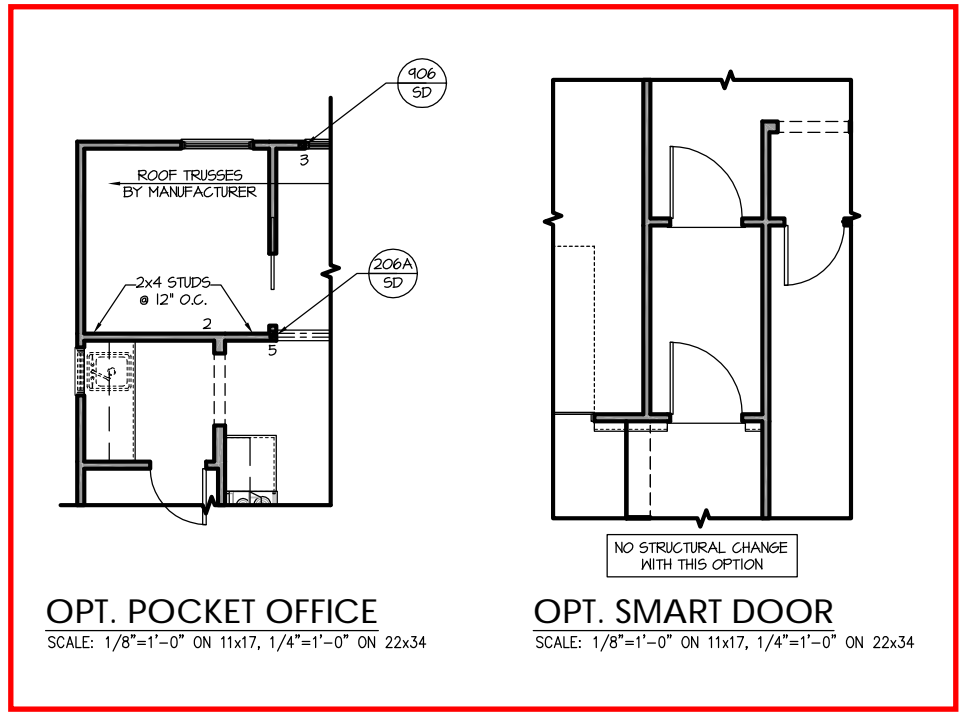 906
SD
3
ROOF TRUSSES
BY MANUFACTURER
206A
SD
2x4 STUDS
@ 12" O.C.
2
5
OPT. POCKET OFFICE
SCALE: 1/8"=1'-0" ON 11x17, 1/4"=1'-0" ON 22x34
NO STRUCTURAL CHANGE
WITH THIS OPTION
OPT. SMART DOOR
SCALE: 1/8"=1'-0" ON 11x17, 1/4"=1'-0" ON 22x34